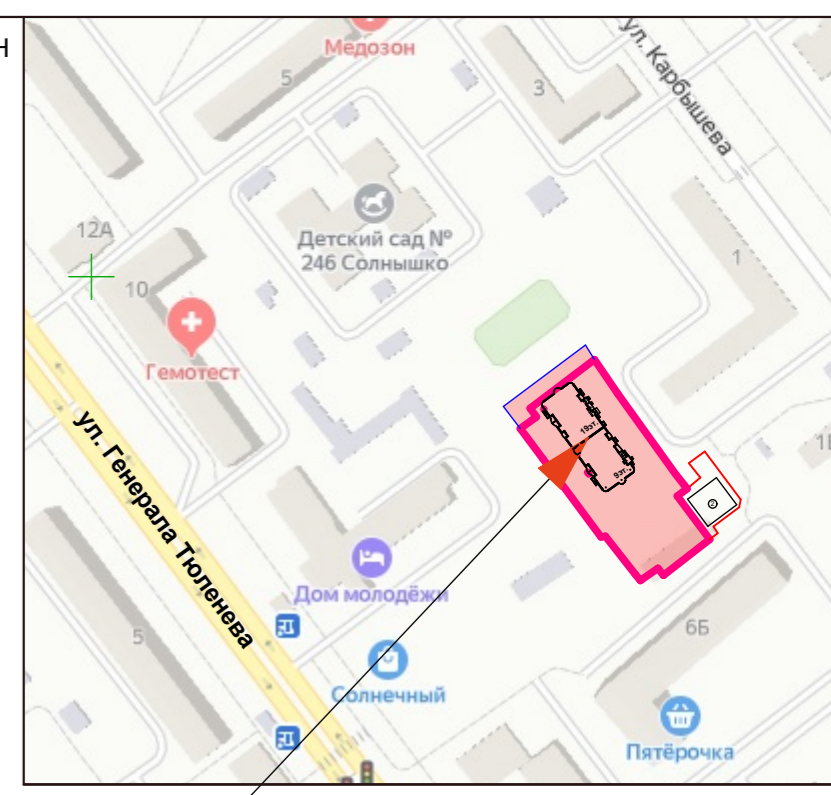 Н
Медозон
5
3
ул. Карбышева
12А
Детский сад №
246 Солнышко
1
10
Гемотест
19эт.
9эт.
2
ул. Генерала Тюленева
Дом молодёжи
5
6Б
Солнечный
Пятёрочка